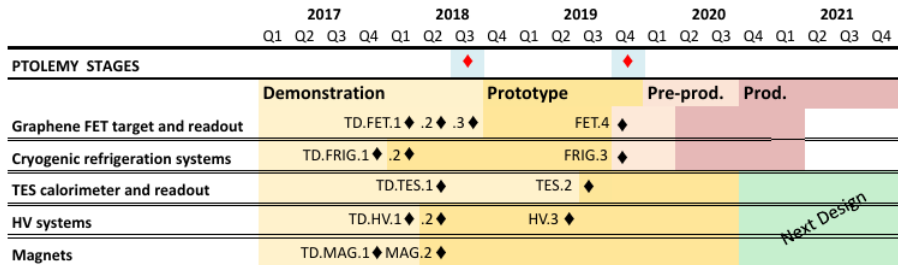 2017 2018 2019 2020 2021
Q1 Q2 Q3 Q4 Q1 Q2 Q3 Q4 Q1 Q2 Q3 Q4 Q1 Q2 Q3 Q4 Q1 Q2 Q3 Q4
PTOLEMY STAGES
Demonstration Prototype Pre-prod. Prod.
Graphene FET target and readout TD.FET.1 .2 .3 FET.4
Cryogenic refrigeration systems TD.FRIG.1 .2 FRIG.3
TES calorimeter and readout TD.TES.1 TES.2
HV systems TD.HV.1 .2 HV.3 Next Design
Magnets TD.MAG.1 MAG.2